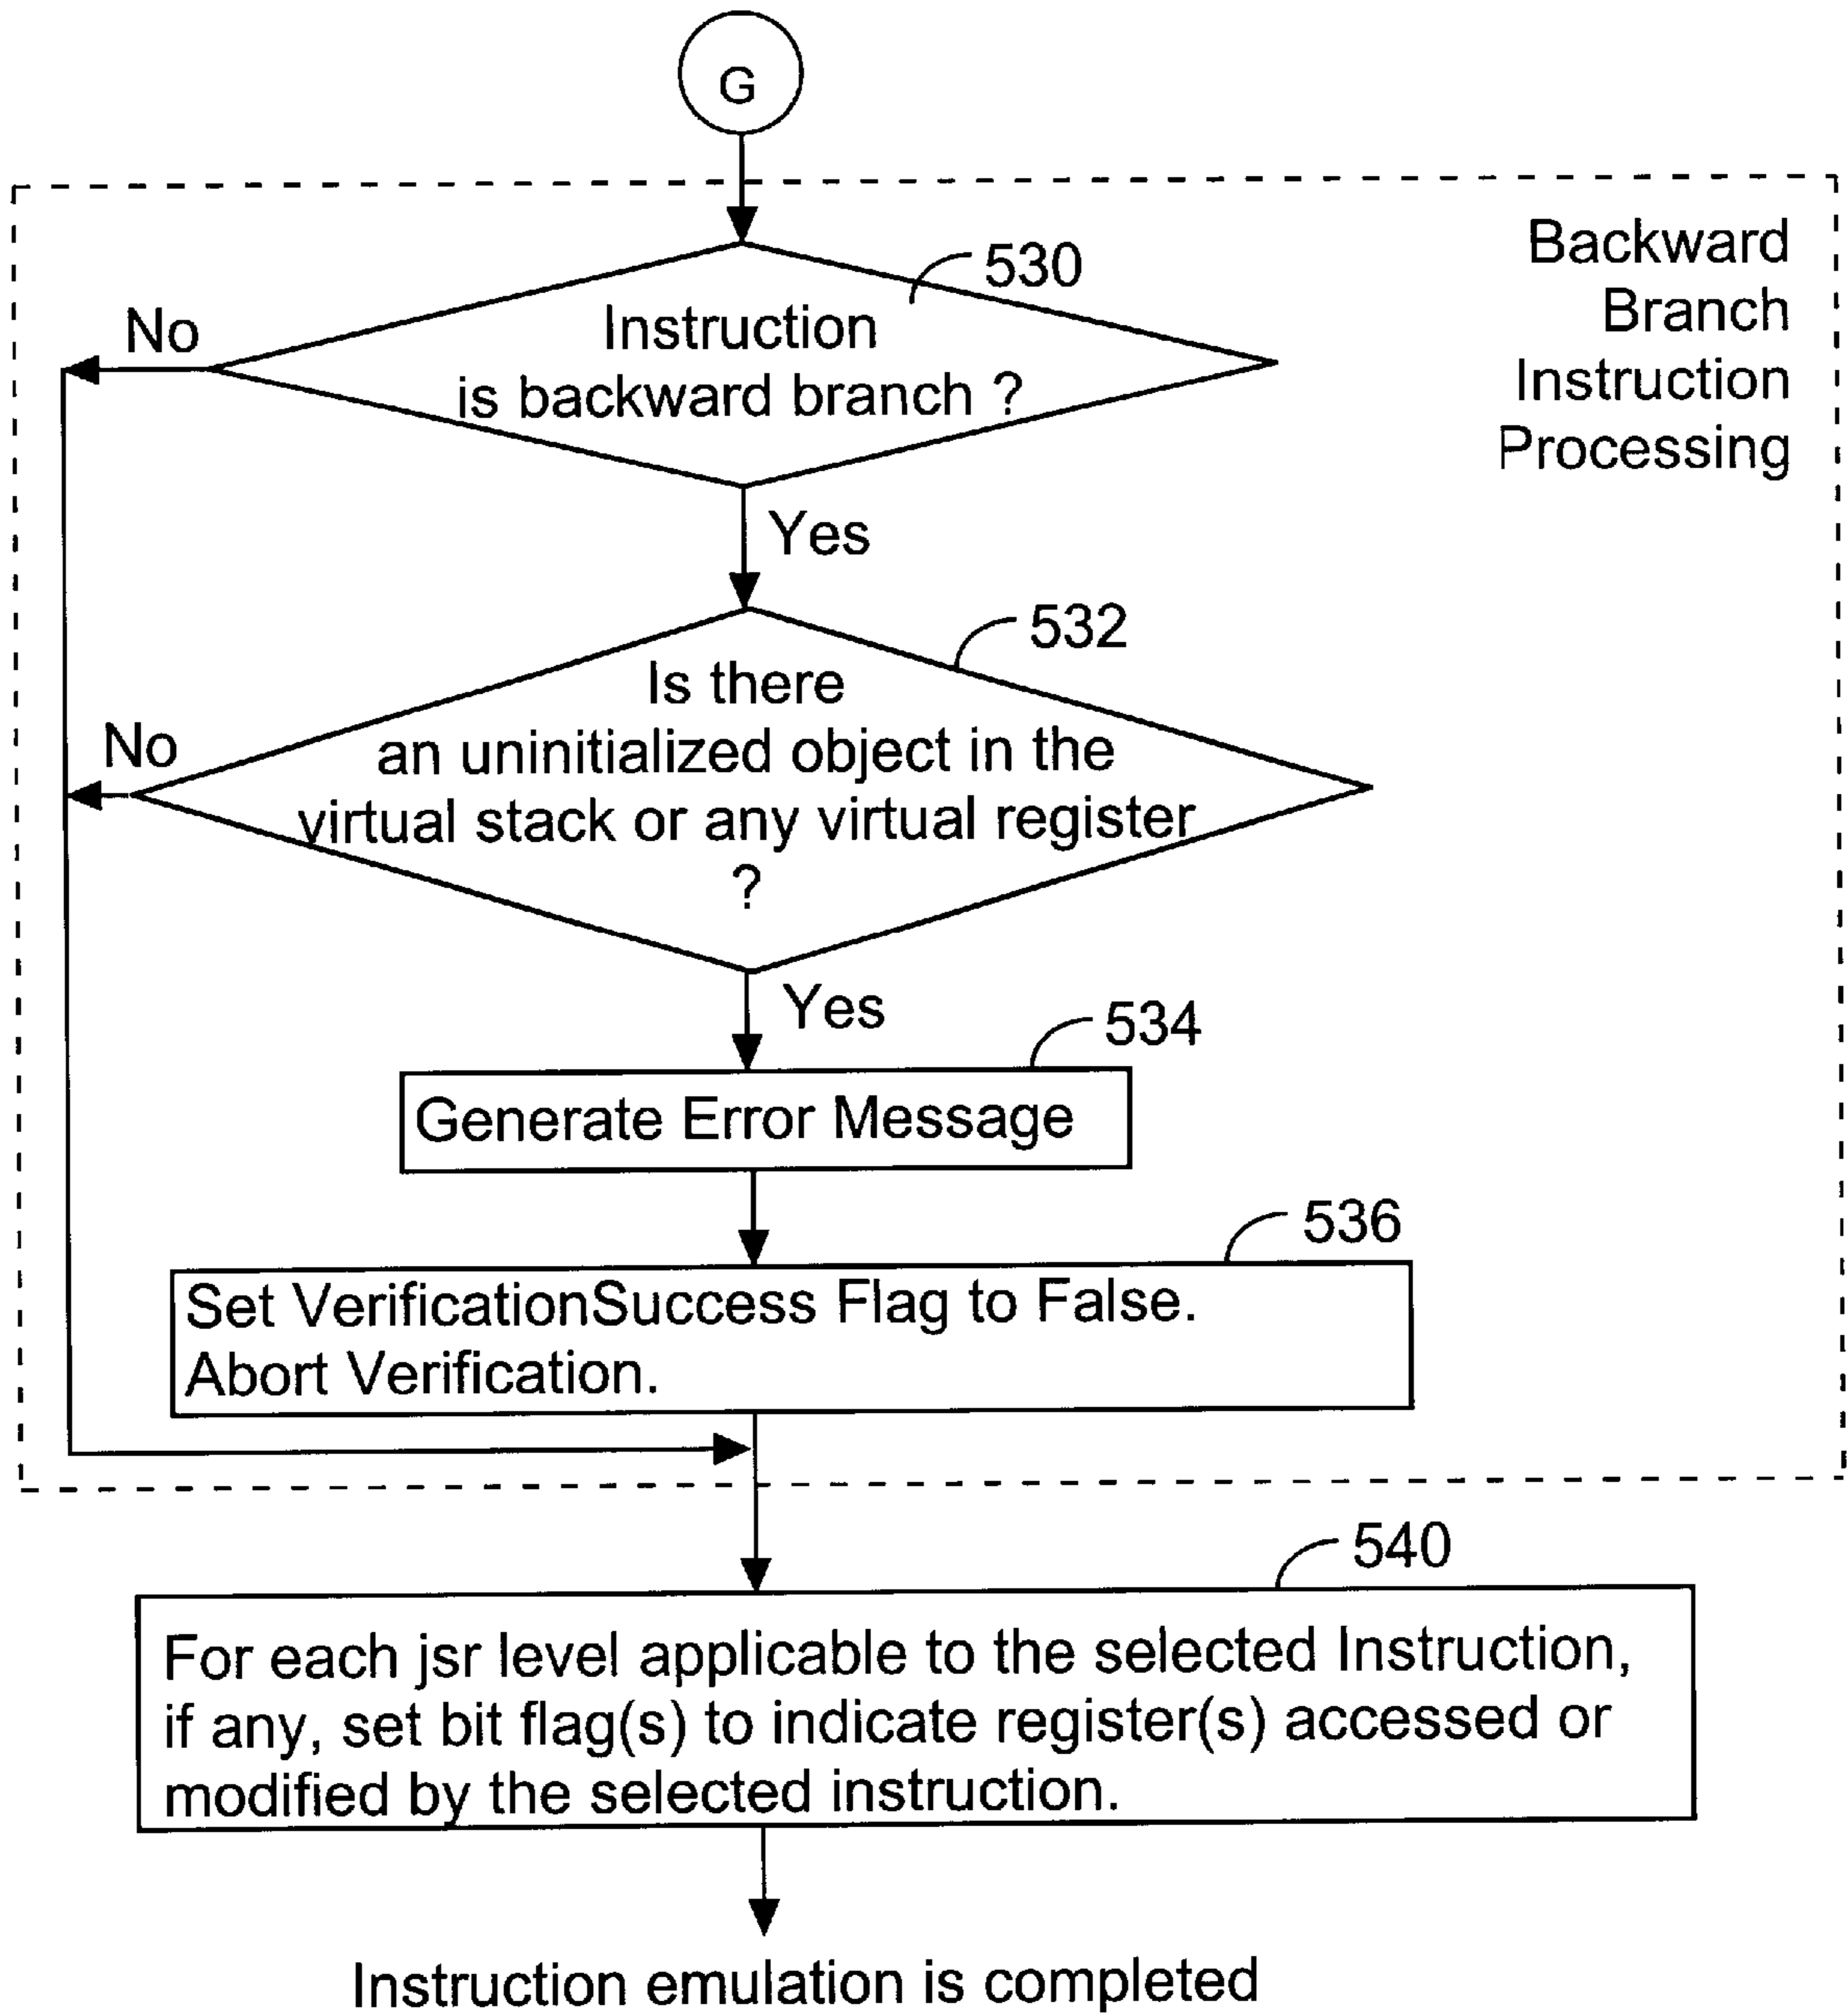 G
Backward
Branch
Instruction
Processing
530
No
Instruction
is backward branch ?
Yes
532
Is there
No
an uninitialized object in the
virtual stack or any virtual register
?
Yes
534
Generate Error Message
536
Set VerificationSuccess Flag to False.
Abort Verification.
540
For each jsr level applicable to the selected Instruction,
if any, set bit flag(s) to indicate register(s) accessed or
modified by the selected instruction.
Instruction emulation is completed